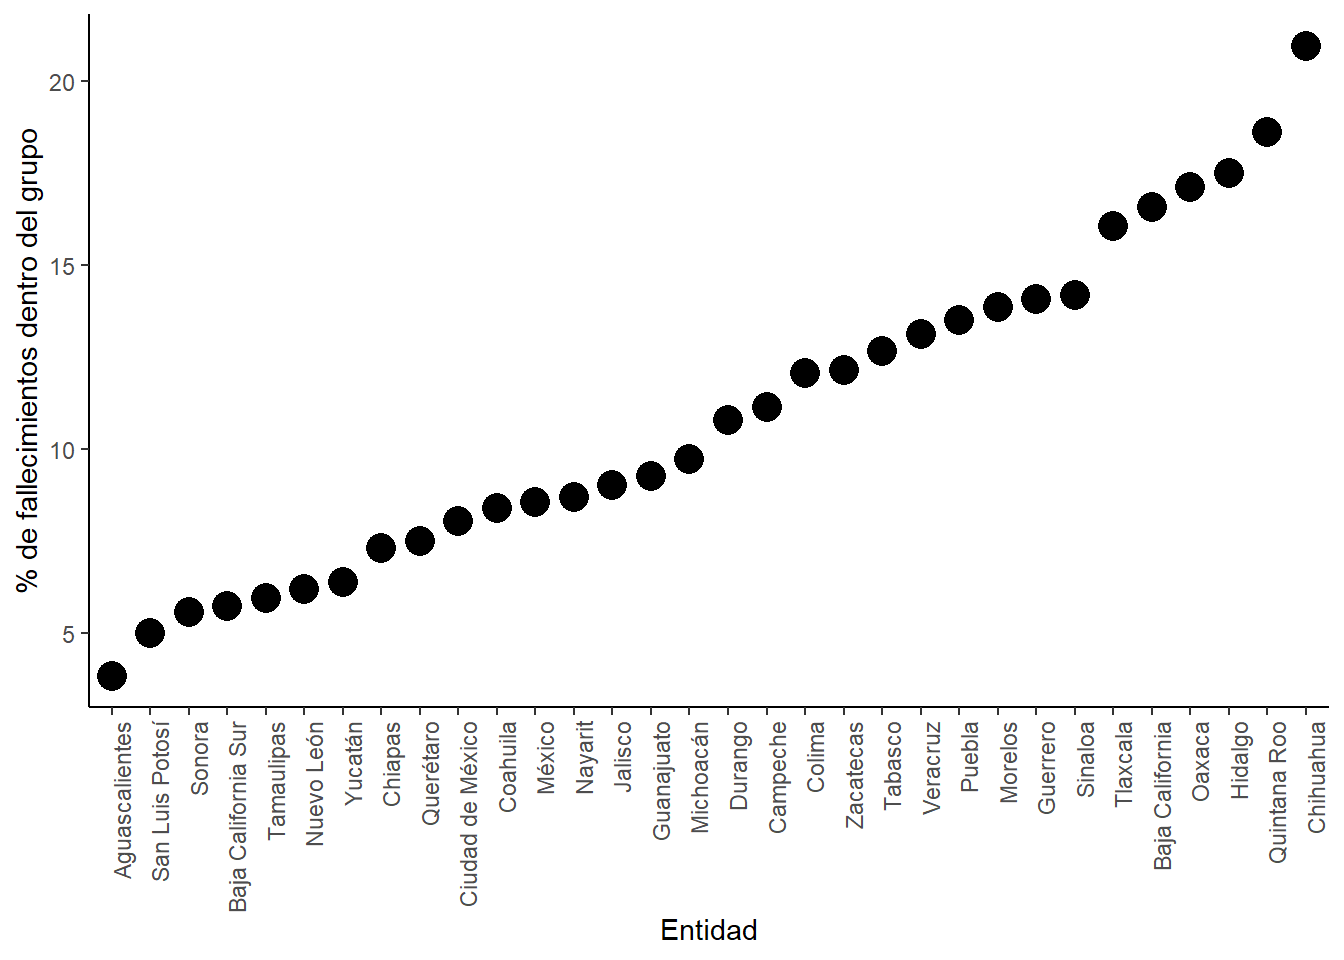 % de fallecimientos dentro del grupo
20
15
10
5
Aguascalientes
San Luis Potosí
Sonora
Baja California Sur
Tamaulipas
Nuevo León
Yucatán
Chiapas
Querétaro
Ciudad de México
Coahuila
México
Nayarit
Jalisco
Guanajuato
Michoacán
Durango
Campeche
Colima
Zacatecas
Tabasco
Veracruz
Puebla
Morelos
Guerrero
Sinaloa
Tlaxcala
Baja California
Oaxaca
Hidalgo
Quintana Roo
Chihuahua
Entidad